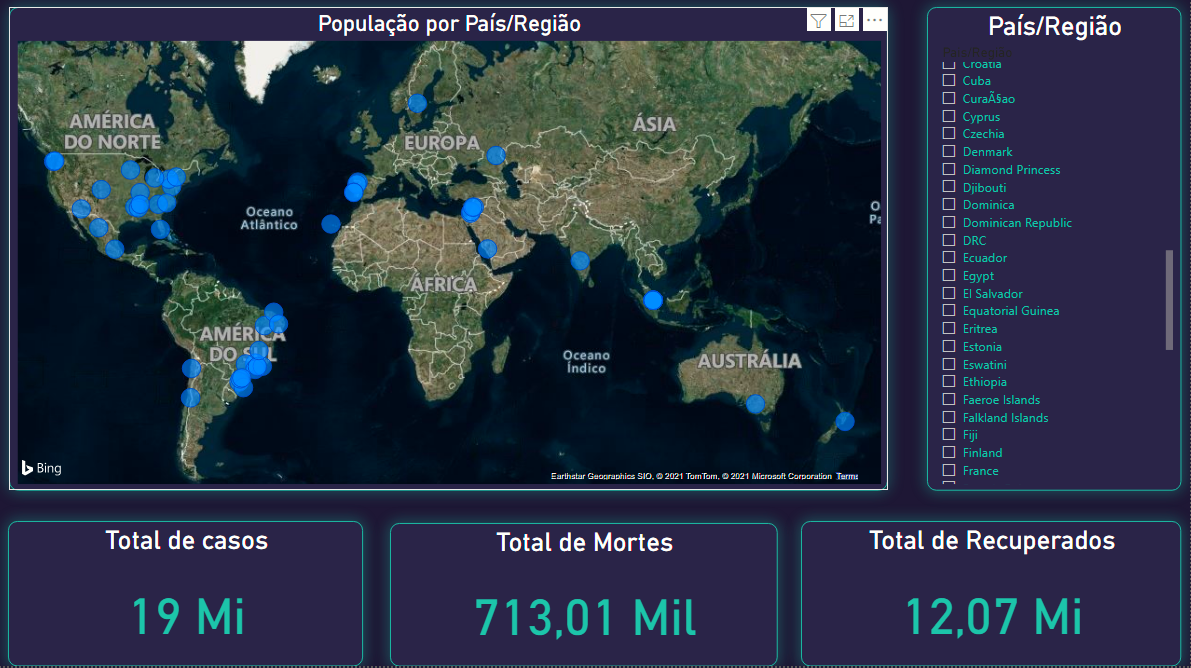 População por País/Região
AMÉRICA
DO NORTE
EUROPA
ÁSIA
Oceano
Atlântico
O
Pa
ÁFRICA
AMÉRICA
DO SUL
Oceano
Índico
AUSTRÁLIA
Bing
Earthstar Geographics SIO, © 2021 TomTom, © 2021 Microsoft Corporation Terms
País/Região
País/Região
Croatia
Cuba
CuraÃ§ao
Cyprus
Czechia
Denmark
Diamond Princess
Djibouti
Dominica
Dominican Republic
DRC
Ecuador
Egypt
El Salvador
Equatorial Guinea
Eritrea
Estonia
Eswatini
Ethiopia
Faeroe Islands
Falkland Islands
Fiji
Finland
France
Total de casos
19 Mi
Total de Mortes
713,01 Mil
Total de Recuperados
12,07 Mi